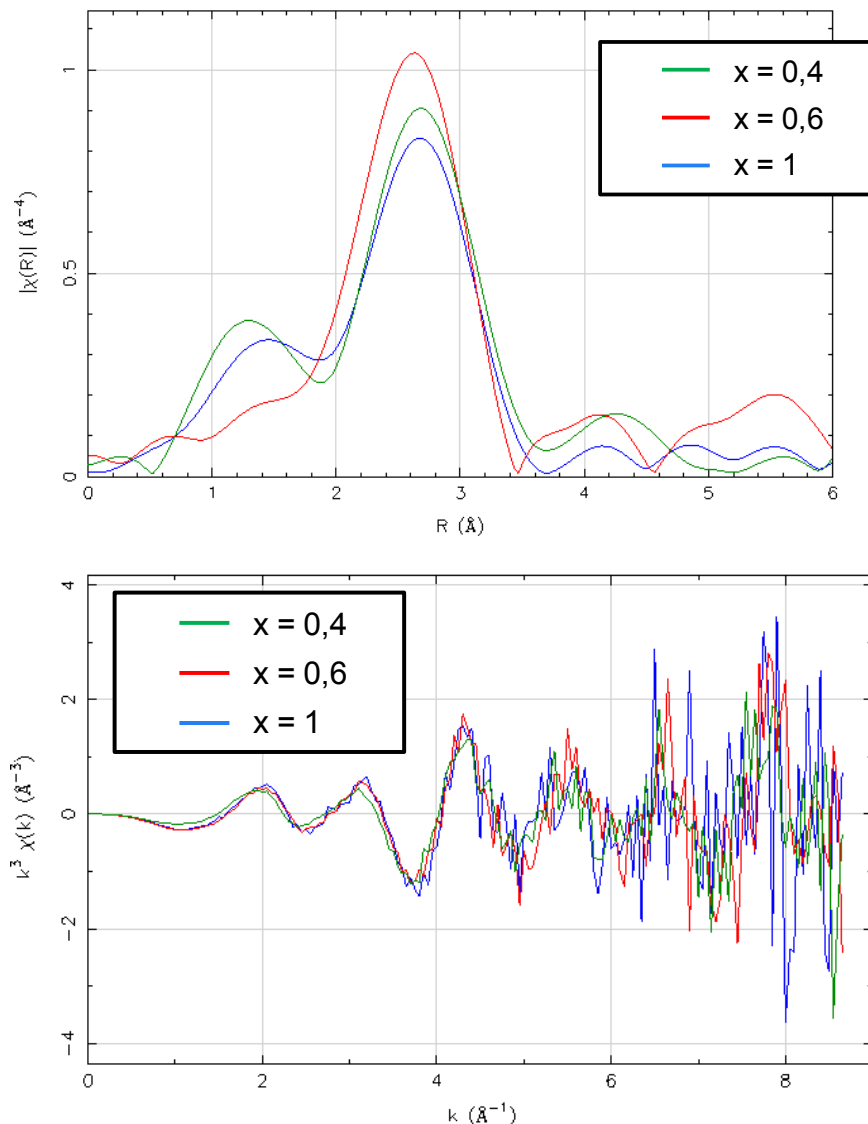 1
0.5
0
|χ(R)| (Å⁻⁴)
x = 0,4
x = 0,6
x = 1
0 1 2 3 4 5 6
R (Å)
4
2
0
−2
−4
k³ χ(k) (Å⁻³)
x = 0,4
x = 0,6
x = 1
0 2 4 6 8
k (Å⁻¹)